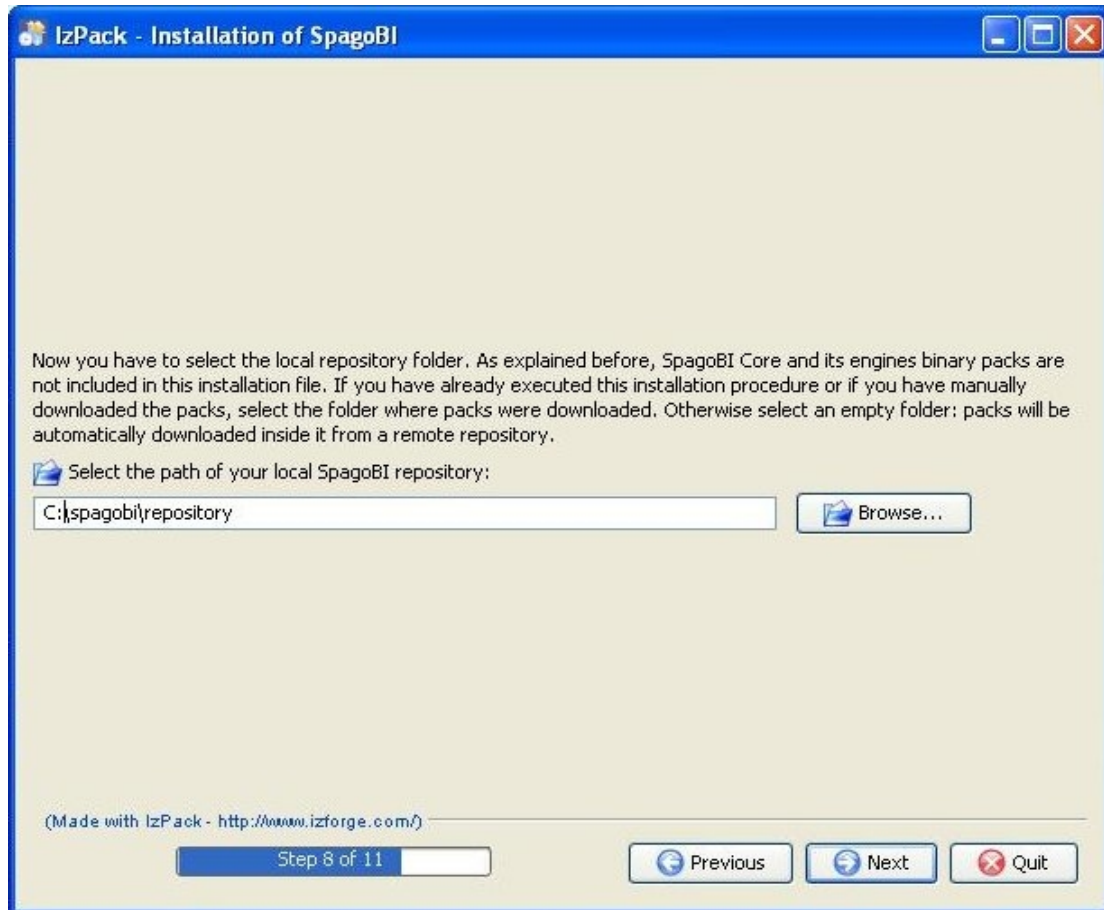 IzPack - Installation of SpagoBI
Now you have to select the local repository folder. As explained before, SpagoBI Core and its engines binary packs are
not included in this installation file. If you have already executed this installation procedure or if you have manually
downloaded the packs, select the folder where packs were downloaded. Otherwise select an empty folder: packs will be
automatically downloaded inside it from a remote repository.
Select the path of your local SpagoBI repository:
C:\spagobi\repository
Browse...
(Made with IzPack - http://www.izforge.com/)
Step 8 of 11
Previous
Next
Quit